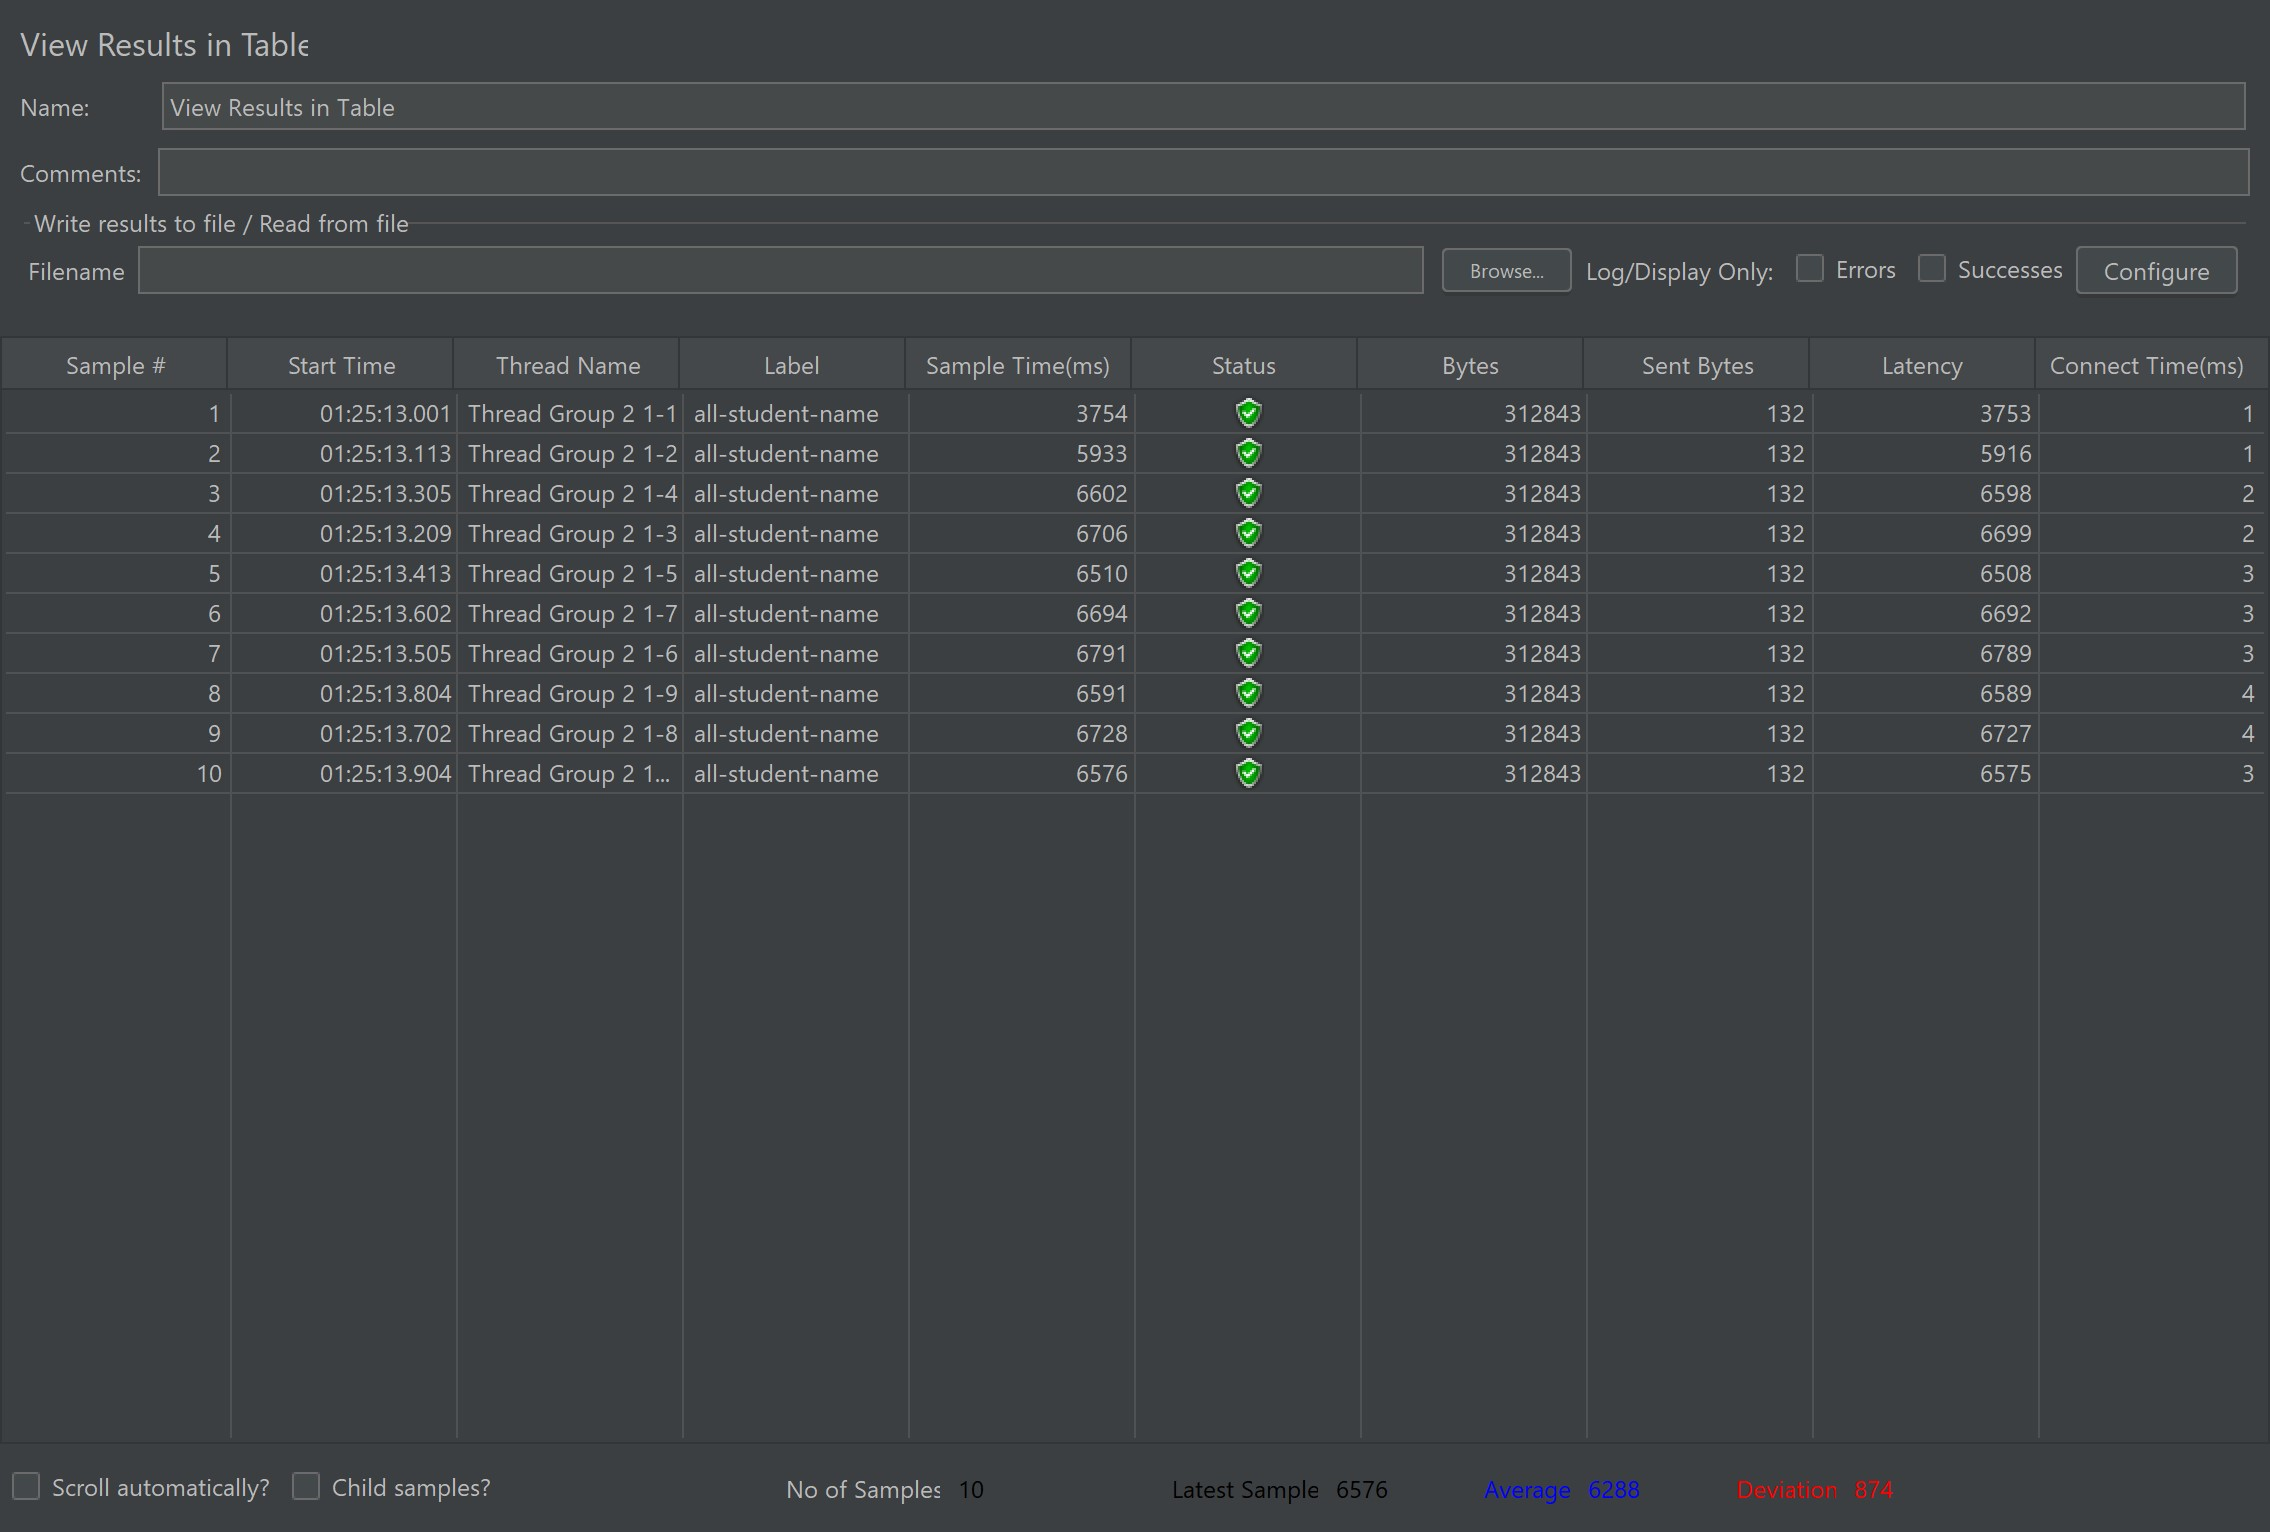 View Results in Table
Name: View Results in Table
Comments:
Write results to file / Read from file
Filename Browse... Log/Display Only: Errors Successes Configure
Sample # Start Time Thread Name Label Sample Time(ms) Status Bytes Sent Bytes Latency Connect Time(ms)
1 01:25:13.001 Thread Group 2 1-1 all-student-name 3754 312843 132 3753 1
2 01:25:13.113 Thread Group 2 1-2 all-student-name 5933 312843 132 5916 1
3 01:25:13.305 Thread Group 2 1-4 all-student-name 6602 312843 132 6598 2
4 01:25:13.209 Thread Group 2 1-3 all-student-name 6706 312843 132 6699 2
5 01:25:13.413 Thread Group 2 1-5 all-student-name 6510 312843 132 6508 3
6 01:25:13.602 Thread Group 2 1-7 all-student-name 6694 312843 132 6692 3
7 01:25:13.505 Thread Group 2 1-6 all-student-name 6791 312843 132 6789 3
8 01:25:13.804 Thread Group 2 1-9 all-student-name 6591 312843 132 6589 4
9 01:25:13.702 Thread Group 2 1-8 all-student-name 6728 312843 132 6727 4
10 01:25:13.904 Thread Group 2 1... all-student-name 6576 312843 132 6575 3
Scroll automatically? Child samples? No of Samples 10 Latest Sample 6576 Average 6288 Deviation 874